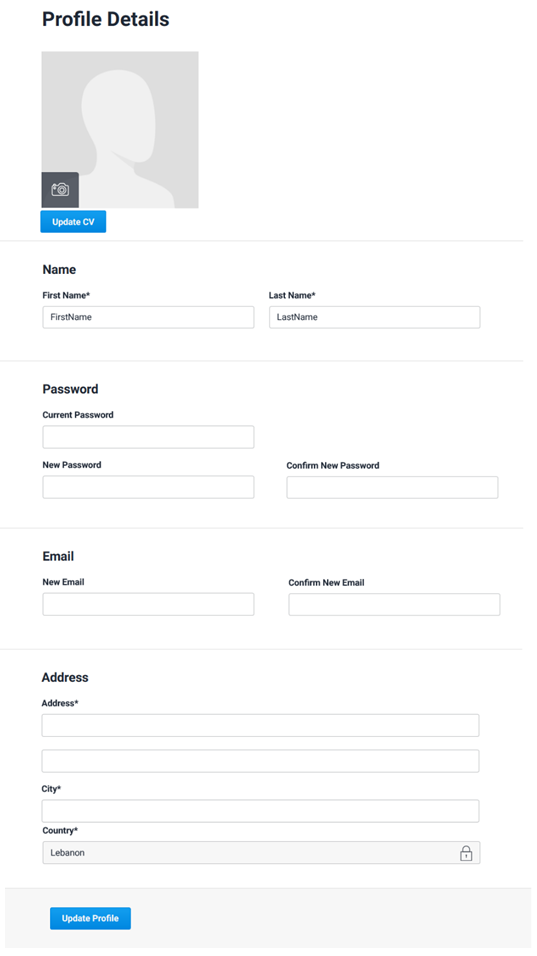 Profile Details
Update CV
Name
First Name* Last Name*
FirstName LastName
Password
Current Password
New Password Confirm New Password
Email
New Email Confirm New Email
Address
Address*
City*
Country*
Lebanon
Update Profile